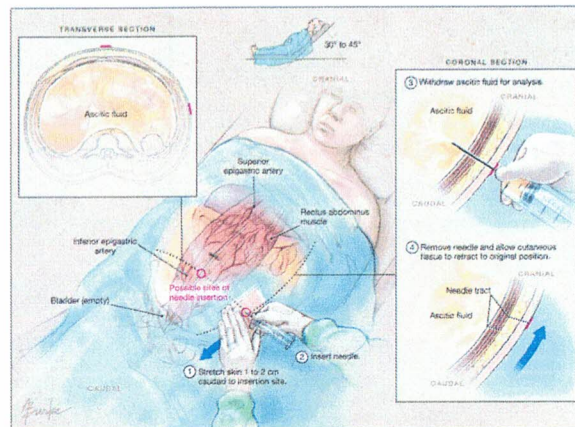 TRANSVERSE SECTION
Ascitic fluid
30° to 45°
CRANIAL
Superior
epigastric artery
Rectus abdominus
muscle
Inferior epigastric
artery
Possible sites of
needle insertion
Bladder (empty)
1 Stretch skin 1 to 2 cm
caudad to insertion site.
2 Insert needle.
CAUDAL
CORONAL SECTION
3 Withdraw ascitic fluid for analysis.
CRANIAL
Ascitic fluid
CAUDAL
4 Remove needle and allow cutaneous
tissue to retract to original position.
CRANIAL
Needle tract
Ascitic fluid
CAUDAL